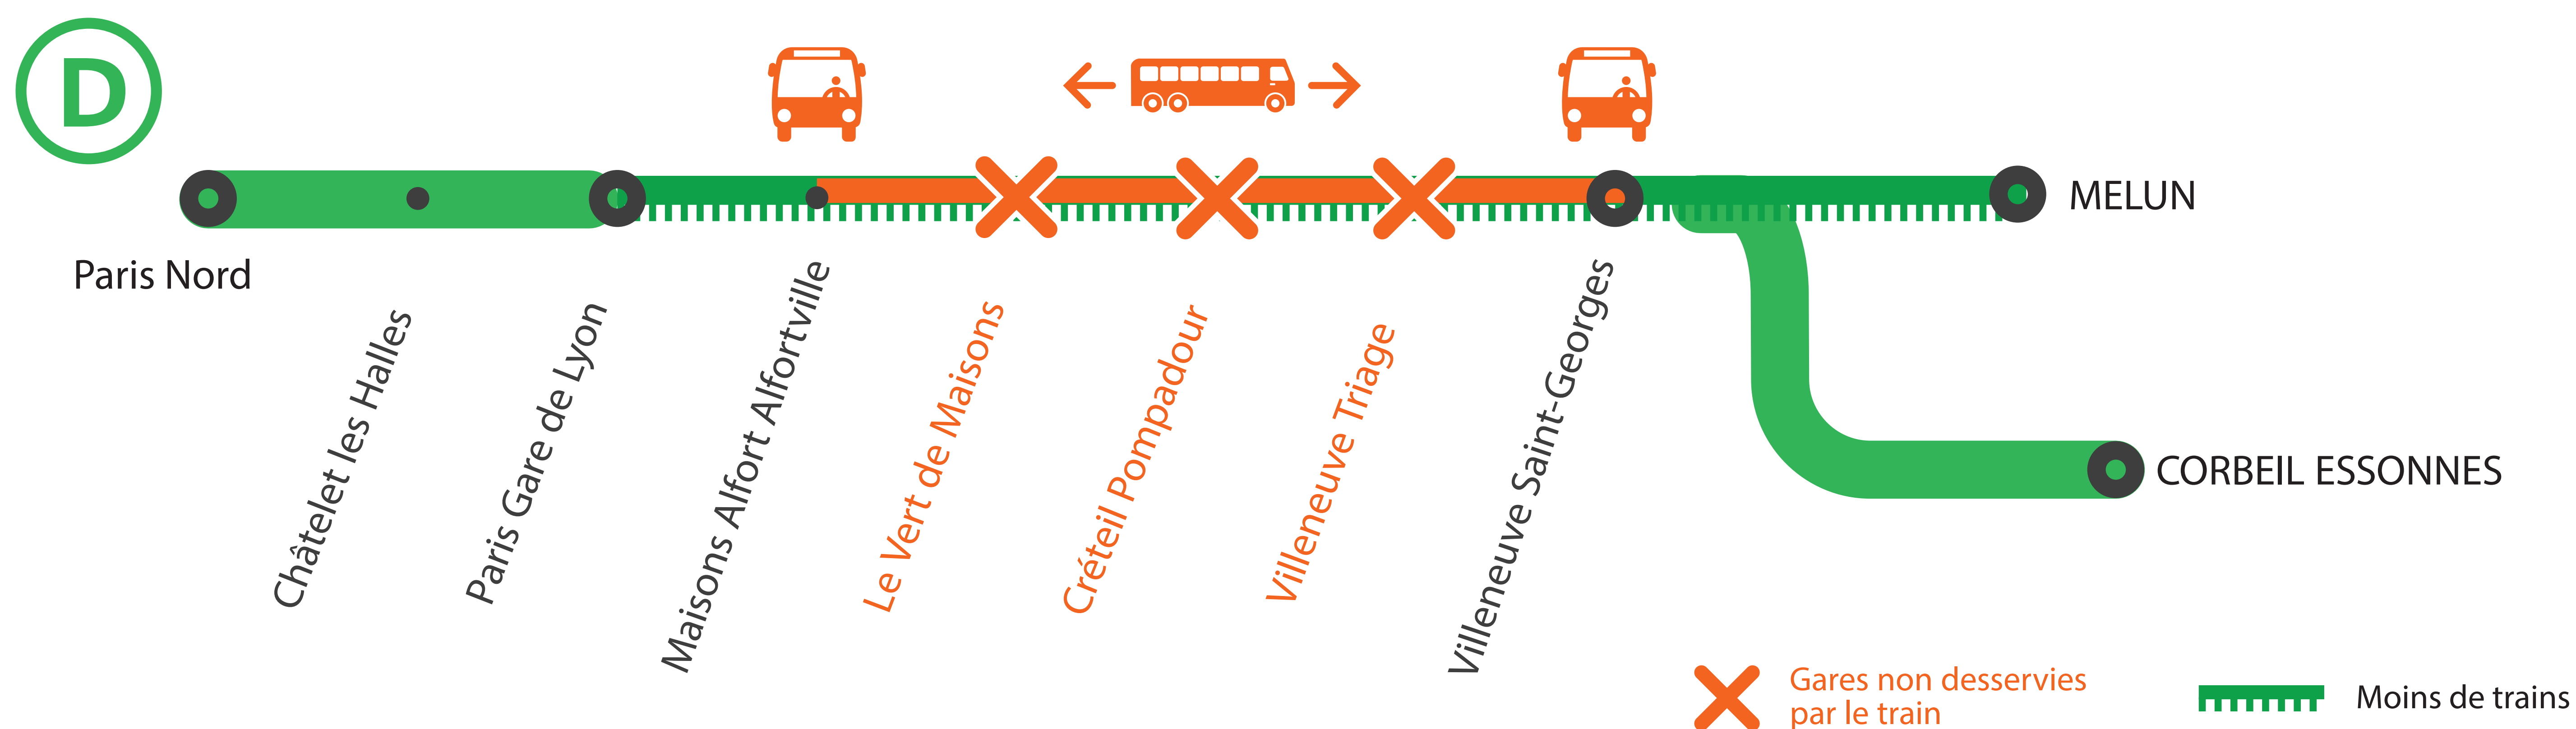 D
MELUN
Paris Nord
Châtelet les Halles
Paris Gare de Lyon
Maisons Alfort Alfortville
Le Vert de Maisons
Créteil Pompadour
Villeneuve Triage
Villeneuve Saint-Georges
CORBEIL ESSONNES
Gares non desservies
par le train
Moins de trains